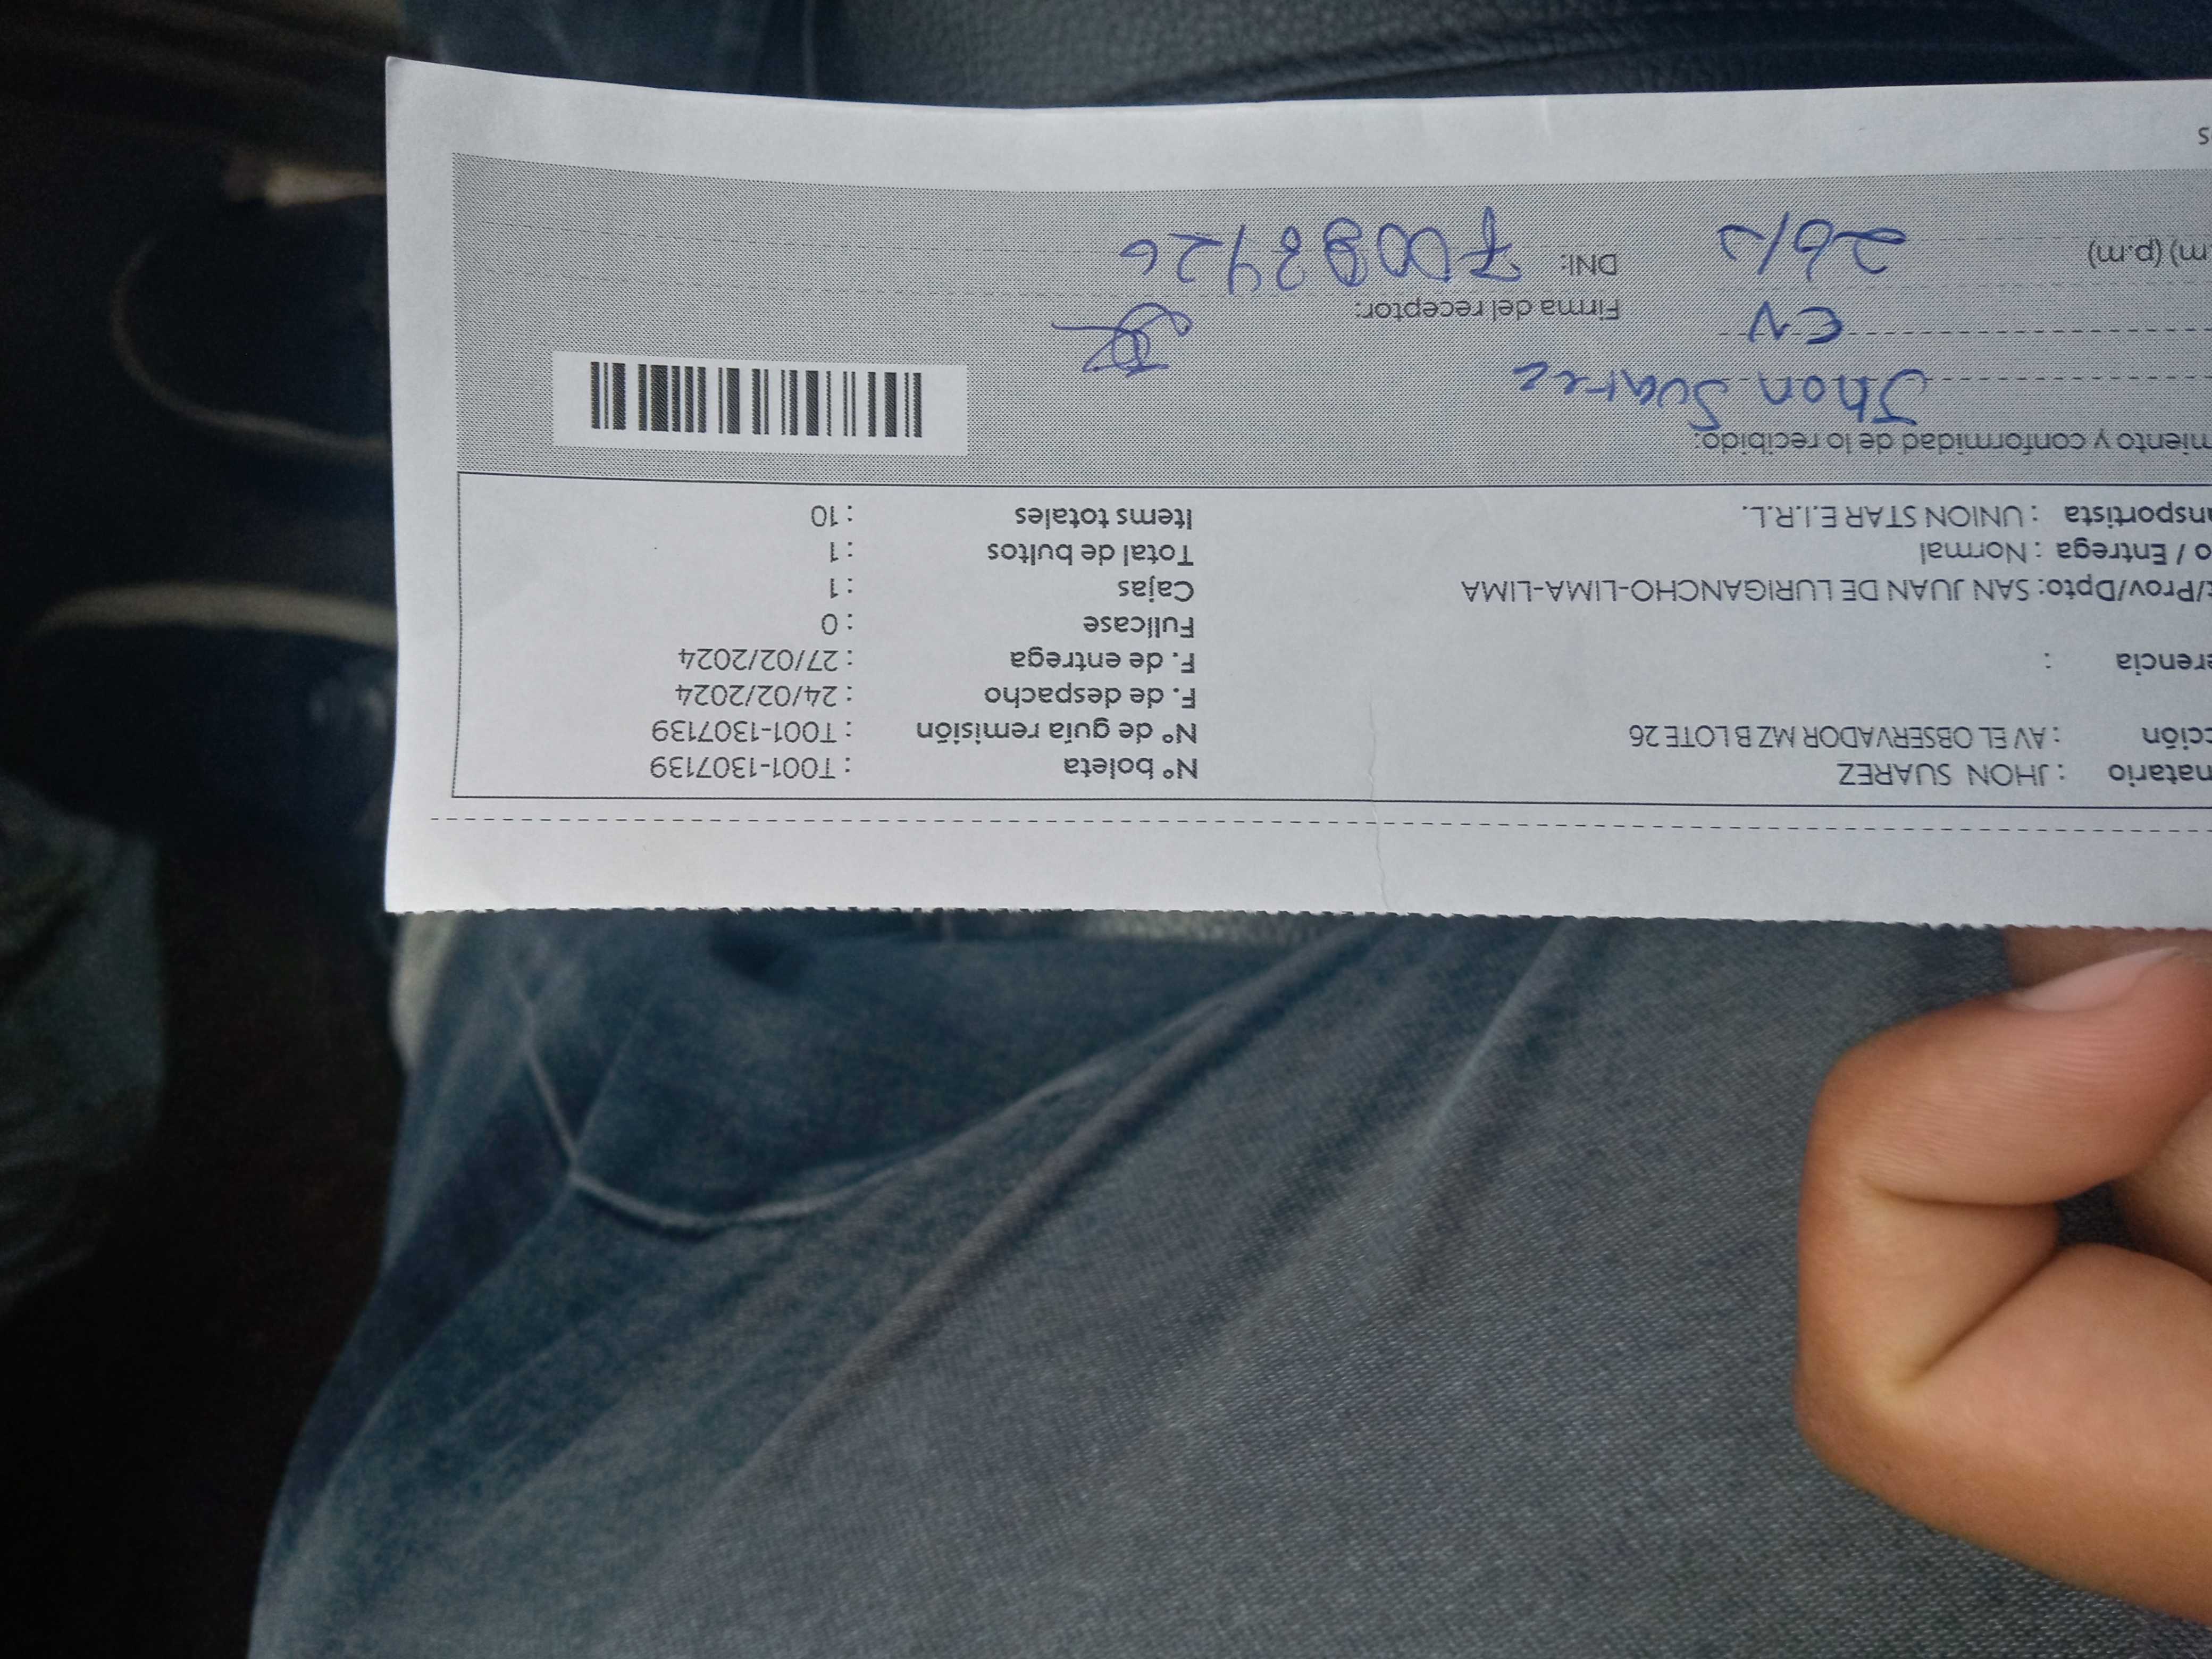 natario : JHON SUAREZ
cción : AV EL OBSERVADOR MZ B LOTE 26
erencia :
/Prov/Dpto: SAN JUAN DE LURIGANCHO-LIMA-LIMA
o / Entrega : Normal
nsportista : UNION STAR E.I.R.L.
N° boleta : T001-1307139
N° de guía remisión : T001-1307139
F. de despacho : 24/02/2024
F. de entrega : 27/02/2024
Fullcase : 0
Cajas : 1
Total de bultos : 1
Items totales : 10
miento y conformidad de lo recibido:
Jhon Suarez
EN
Firma del receptor:
m) (p.m)
26/2
DNI:
s